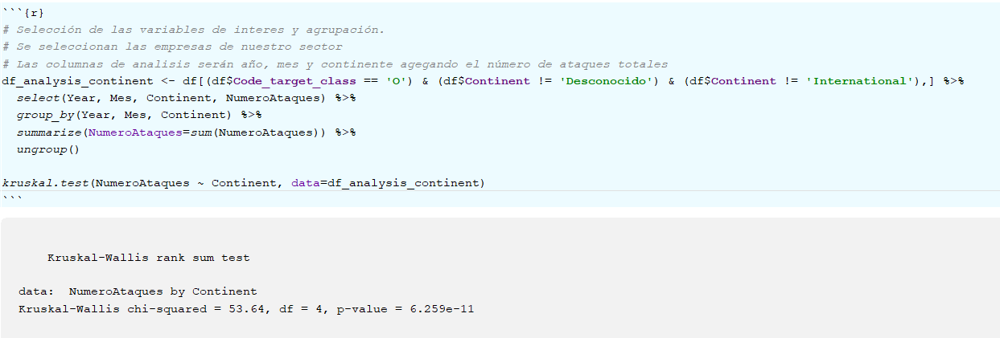 ```{r}
# Selección de las variables de interes y agrupación.
# Se seleccionan las empresas de nuestro sector
# Las columnas de analisis serán año, mes y continente agegando el número de ataques totales
df_analysis_continent <- df[(df$Code_target_class == 'O') & (df$Continent != 'Desconocido') & (df$Continent != 'International'),] %>%
  select(Year, Mes, Continent, NumeroAtaques) %>%
  group_by(Year, Mes, Continent) %>%
  summarize(NumeroAtaques=sum(NumeroAtaques)) %>%
  ungroup()
kruskal.test(NumeroAtaques ~ Continent, data=df_analysis_continent)
```
Kruskal-Wallis rank sum test
data:  NumeroAtaques by Continent
Kruskal-Wallis chi-squared = 53.64, df = 4, p-value = 6.259e-11